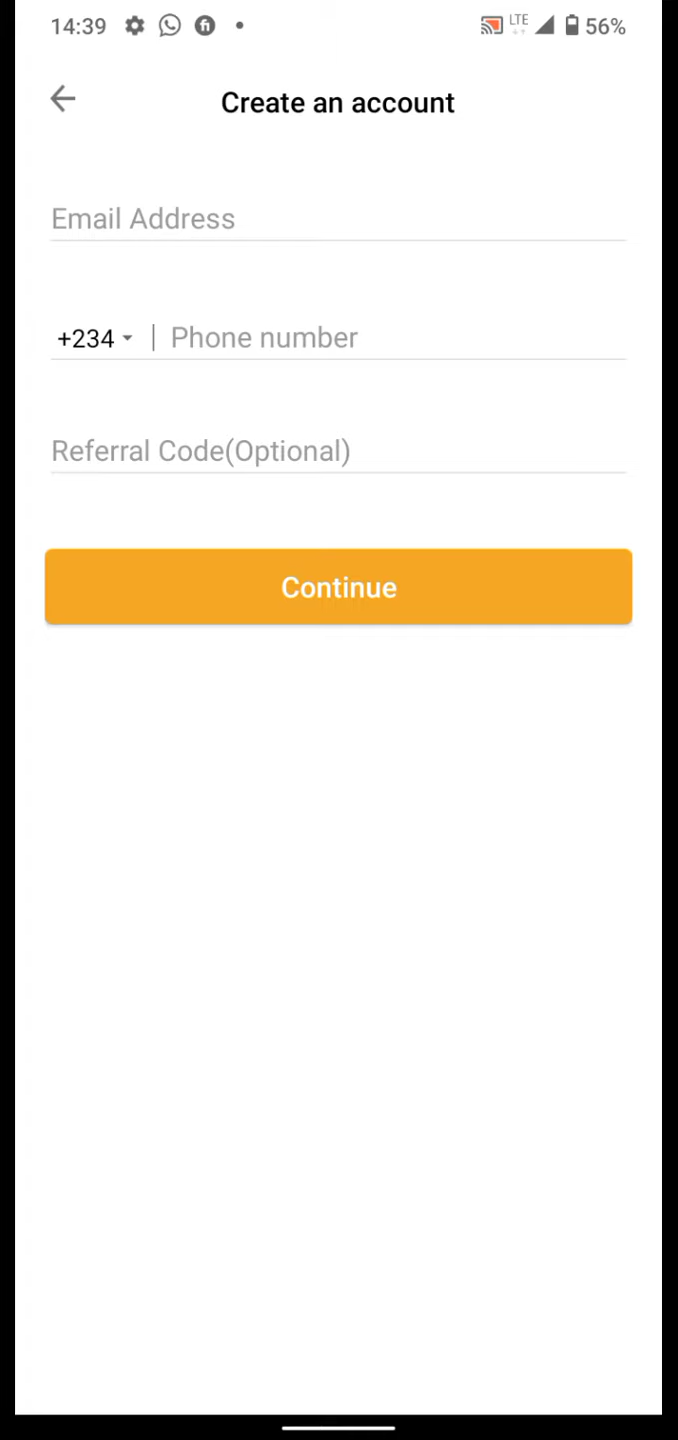 14:39 LTE 56%
Create an account
Email Address
+234 Phone number
Referral Code(Optional)
Continue